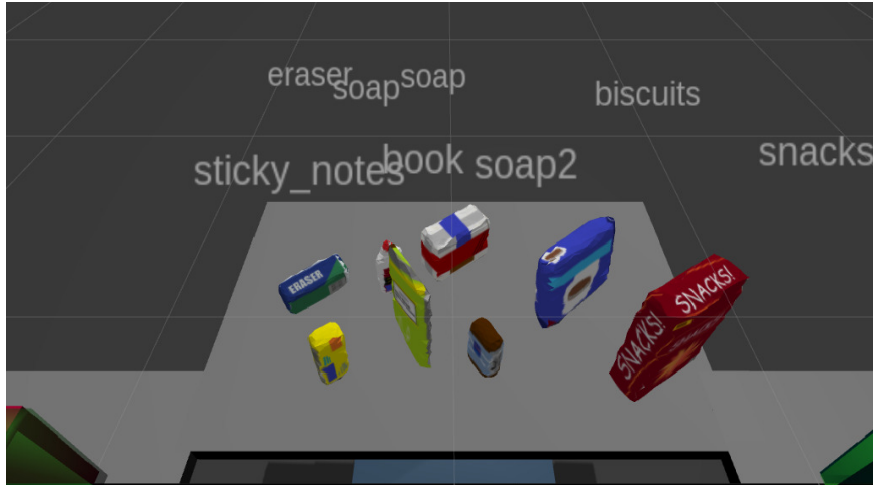 eraser
soap
soap
biscuits
sticky_notes
book
soap2
snacks
ERASER
SNACKS!
SNACKS!